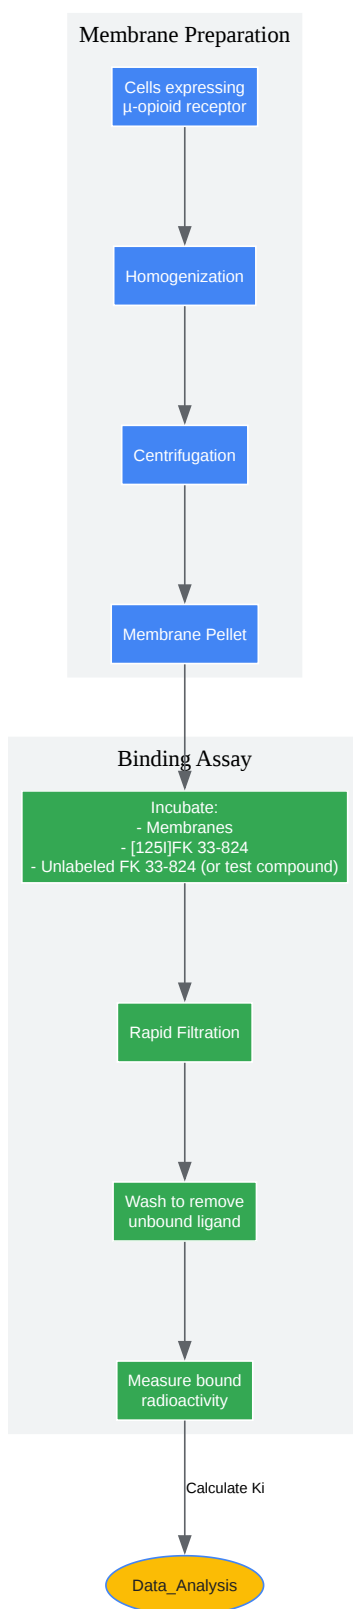 Membrane Preparation
Cells expressing
µ-opioid receptor
Homogenization
Centrifugation
Membrane Pellet
Binding Assay
Incubate:
- Membranes
- [125I]FK 33-824
- Unlabeled FK 33-824 (or test compound)
Rapid Filtration
Wash to remove
unbound ligand
Measure bound
radioactivity
Calculate Ki
Data_Analysis